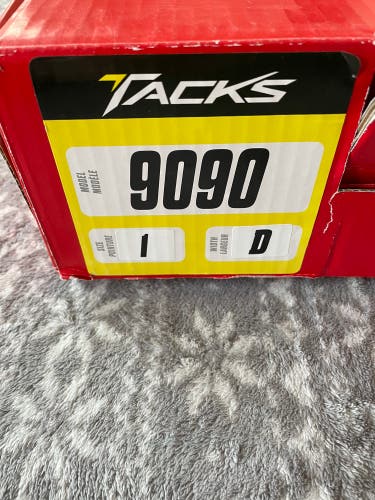 TACKS
MODEL
MODÈLE
9090
SIZE
POINTURE
1
WIDTH
LARGEUR
D